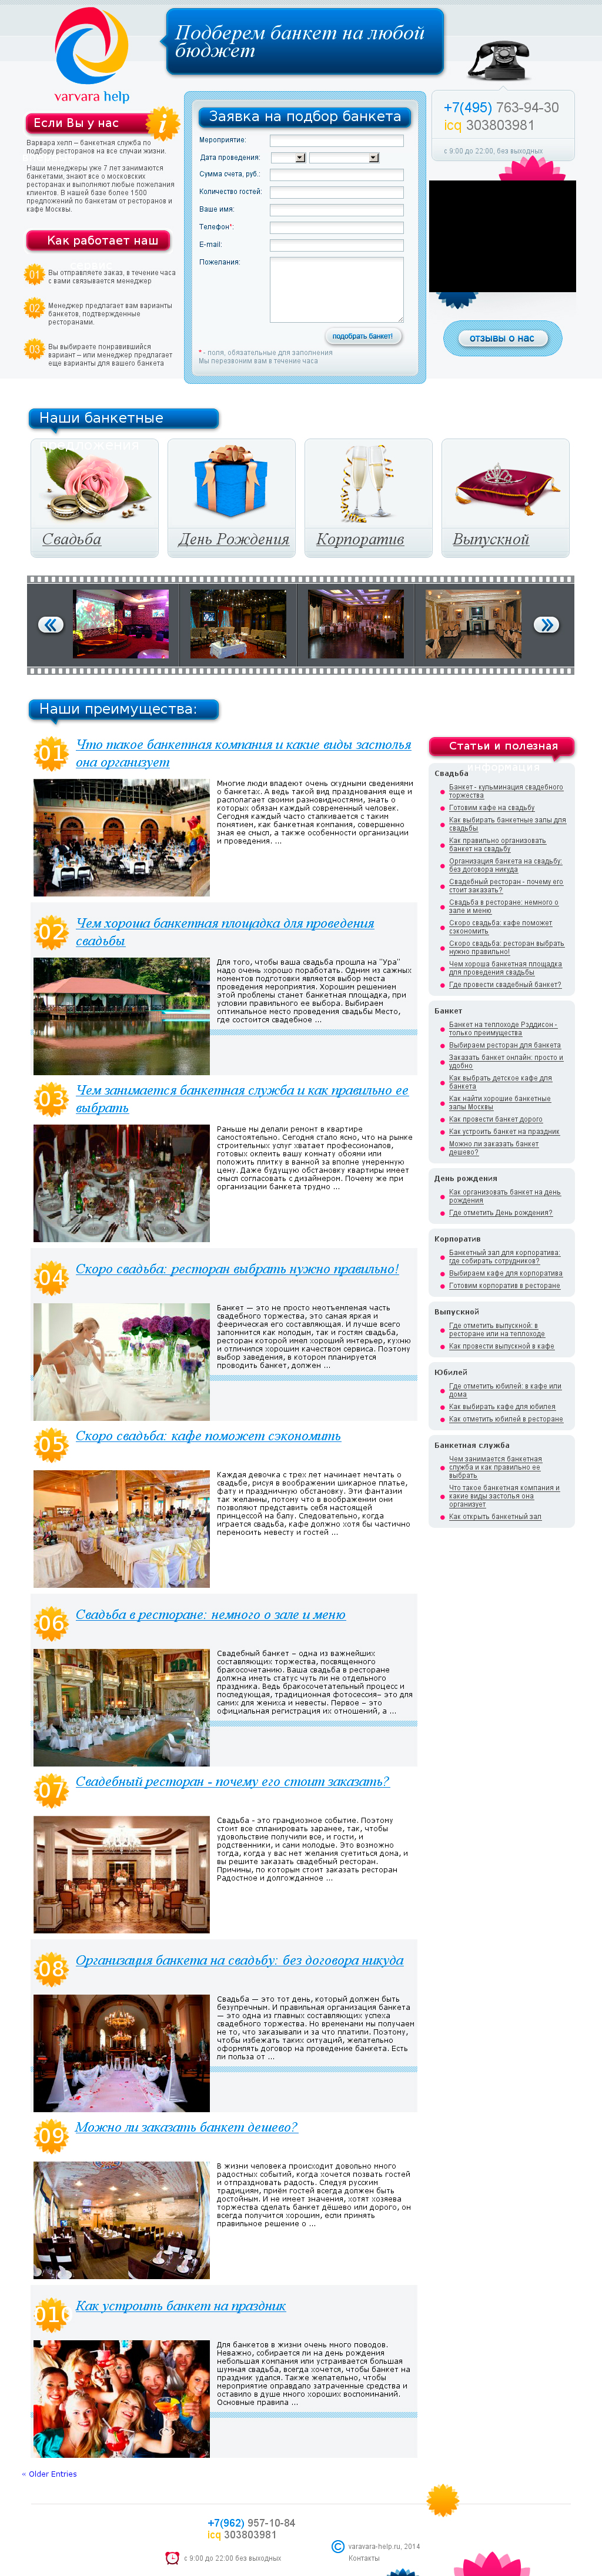 Подберем банкет на любой
бюджет
varvara help
Если Вы у нас
Варвара хелп – банкетная служба по
подбору ресторанов на все случаи жизни.
Наши менеджеры уже 7 лет занимаются
банкетами, знают все о московских
ресторанах и выполняют любые пожелания
клиентов. В нашей базе более 1500
предложений по банкетам от ресторанов и
кафе Москвы.
Как работает наш
01
Вы отправляете заказ, в течение часа
с вами связывается менеджер
02
Менеджер предлагает вам варианты
банкетов, подтвержденные
ресторанами.
03
Вы выбираете понравившийся
вариант – или менеджер предлагает
еще варианты для вашего банкета
Заявка на подбор банкета
Мероприятие:
Дата проведения:
Сумма счета, руб.:
Количество гостей:
Ваше имя:
Телефон*:
E-mail:
Пожелания:
подобрать банкет!
* - поля, обязательные для заполнения
Мы перезвоним вам в течение часа
+7(495) 763-94-30
icq 303803981
с 9:00 до 22:00, без выходных
отзывы о нас
Наши банкетные
предложения
Свадьба
День Рождения
Корпоратив
Выпускной
Наши преимущества:
01
Что такое банкетная компания и какие виды застолья
она организует
Многие люди владеют очень скудными сведениями
о банкетах. А ведь такой вид празднования еще и
располагает своими разновидностями, знать о
которых обязан каждый современный человек.
Сегодня каждый часто сталкивается с таким
понятием, как банкетная компания, совершенно
зная ее смысл, а также особенности организации
и проведения. ...
02
Чем хороша банкетная площадка для проведения
свадьбы
Для того, чтобы ваша свадьба прошла на "Ура"
надо очень хорошо поработать. Одним из важных
моментов подготовки является выбор места
проведения мероприятия. Хорошим решением
этой проблемы станет банкетная площадка, при
условии правильного ее выбора. Выбираем
оптимальное место проведения свадьбы Место,
где состоится свадебное ...
03
Чем занимается банкетная служба и как правильно ее
выбрать
Раньше мы делали ремонт в квартире
самостоятельно. Сегодня стало ясно, что на рынке
строительных услуг хватает профессионалов,
готовых оклеить вашу комнату обоями или
положить плитку в ванной за вполне умеренную
цену. Даже будущую обстановку квартиры имеет
смысл согласовать с дизайнером. Почему же при
организации банкета трудно ...
04
Скоро свадьба: ресторан выбрать нужно правильно!
Банкет — это не просто неотъемлемая часть
свадебного торжества, это самая яркая и
феерическая его составляющая. И лучше всего
запомнится как молодым, так и гостям свадьба,
ресторан которой имел хороший интерьер, кухню
и отличился хорошим качеством сервиса. Поэтому
выбор заведения, в котором планируется
проводить банкет, должен ...
05
Скоро свадьба: кафе поможет сэкономить
Каждая девочка с трех лет начинает мечтать о
свадьбе, рисуя в воображении шикарное платье,
фату и праздничную обстановку. Эти фантазии
так желанны, потому что в воображении они
позволяют представить себя настоящей
принцессой на балу. Следовательно, когда
играется свадьба, кафе должно хотя бы частично
переносить невесту и гостей ...
06
Свадьба в ресторане: немного о зале и меню
Свадебный банкет – одна из важнейших
составляющих торжества, посвященного
бракосочетанию. Ваша свадьба в ресторане
должна иметь статус чуть ли не отдельного
праздника. Ведь бракосочетательный процесс и
последующая, традиционная фотосессия– это для
самих для жениха и невесты. Первое – это
официальная регистрация их отношений, а ...
07
Свадебный ресторан - почему его стоит заказать?
Свадьба - это грандиозное событие. Поэтому
стоит все спланировать заранее, так, чтобы
удовольствие получили все, и гости, и
родственники, и сами молодые. Это возможно
тогда, когда у вас нет желания суетиться дома, и
вы решите заказать свадебный ресторан.
Причины, по которым стоит заказать ресторан
Радостное и долгожданное ...
08
Организация банкета на свадьбу: без договора никуда
Свадьба — это тот день, который должен быть
безупречным. И правильная организация банкета
— это одна из главных составляющих успеха
свадебного торжества. Но временами мы получаем
не то, что заказывали и за что платили. Поэтому,
чтобы избежать таких ситуаций, желательно
оформлять договор на проведение банкета. Есть
ли польза от ...
09
Можно ли заказать банкет дешево?
В жизни человека происходит довольно много
радостных событий, когда хочется позвать гостей
и отпраздновать радость. Следуя русским
традициям, приём гостей всегда должен быть
достойным. И не имеет значения, хотят хозяева
торжества сделать банкет дёшево или дорого, он
всегда получится хорошим, если принять
правильное решение о ...
010
Как устроить банкет на праздник
Для банкетов в жизни очень много поводов.
Неважно, собирается ли на день рождения
небольшая компания или устраивается большая
шумная свадьба, всегда хочется, чтобы банкет на
праздник удался. Также желательно, чтобы
мероприятие оправдало затраченные средства и
оставило в душе много хороших воспоминаний.
Основные правила ...
« Older Entries
Статьи и полезная
информация
Свадьба
Банкет - кульминация свадебного
торжества
Готовим кафе на свадьбу
Как выбирать банкетные залы для
свадьбы
Как правильно организовать
банкет на свадьбу
Организация банкета на свадьбу:
без договора никуда
Свадебный ресторан - почему его
стоит заказать?
Свадьба в ресторане: немного о
зале и меню
Скоро свадьба: кафе поможет
сэкономить
Скоро свадьба: ресторан выбрать
нужно правильно!
Чем хороша банкетная площадка
для проведения свадьбы
Где провести свадебный банкет?
Банкет
Банкет на теплоходе Рэддисон -
только преимущества
Выбираем ресторан для банкета
Заказать банкет онлайн: просто и
удобно
Как выбрать детское кафе для
банкета
Как найти хорошие банкетные
залы Москвы
Как провести банкет дорого
Как устроить банкет на праздник
Можно ли заказать банкет
дешево?
День рождения
Как организовать банкет на день
рождения
Где отметить День рождения?
Корпоратив
Банкетный зал для корпоратива:
где собирать сотрудников?
Выбираем кафе для корпоратива
Готовим корпоратив в ресторане
Выпускной
Где отметить выпускной: в
ресторане или на теплоходе
Как провести выпускной в кафе
Юбилей
Где отметить юбилей: в кафе или
дома
Как выбирать кафе для юбилея
Как отметить юбилей в ресторане
Банкетная служба
Чем занимается банкетная
служба и как правильно ее
выбрать
Что такое банкетная компания и
какие виды застолья она
организует
Как открыть банкетный зал
+7(962) 957-10-84
icq 303803981
с 9:00 до 22:00 без выходных
varavara-help.ru, 2014
Контакты